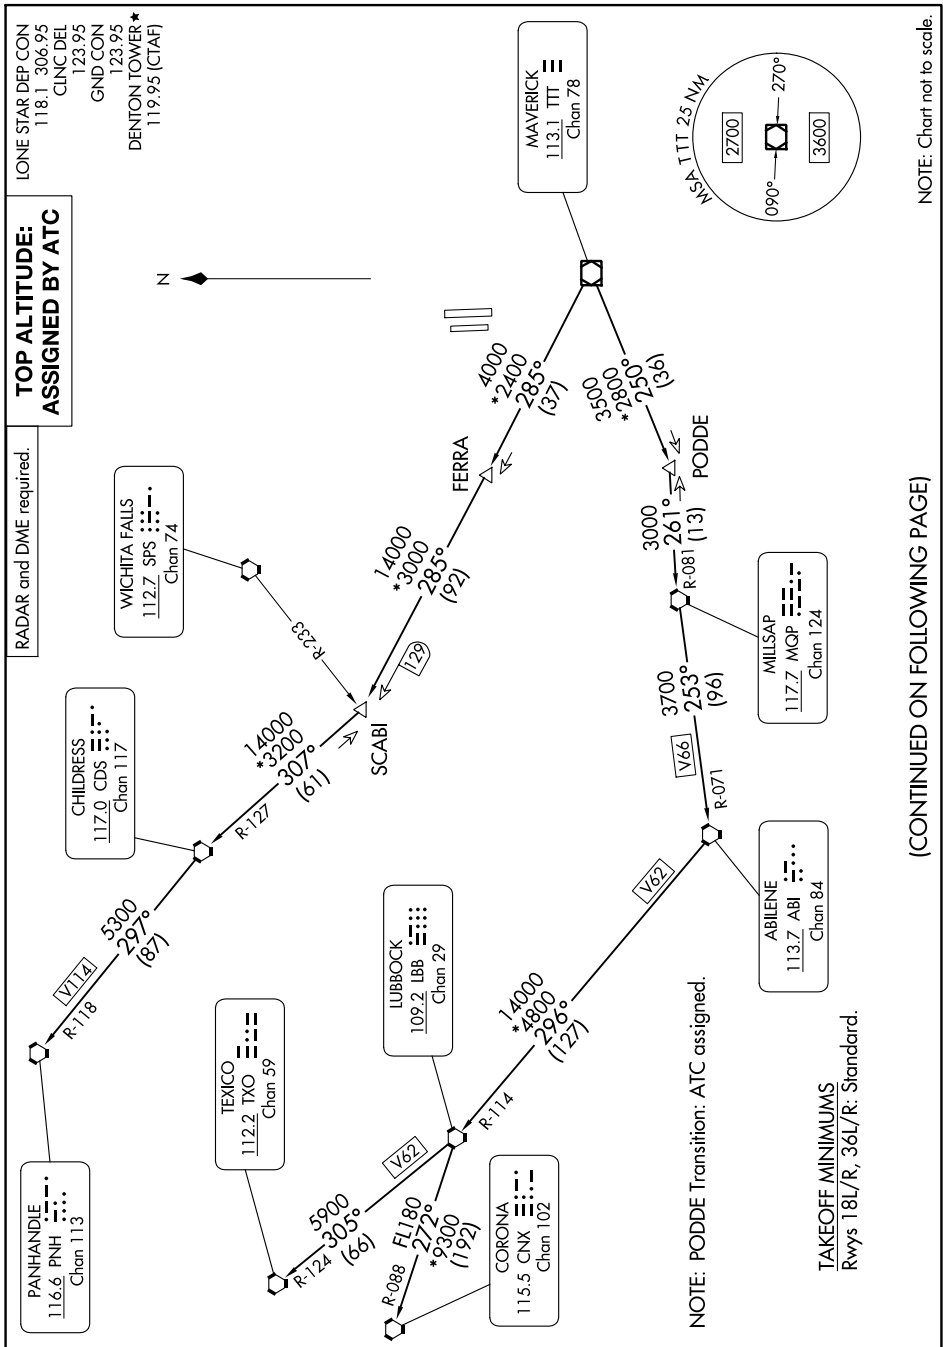 LONE STAR DEP CON
118.1 306.95
CLNC DEL
123.95
GND CON
123.95
DENTON TOWER★
119.95 (CTAF)
TOP ALTITUDE:
ASSIGNED BY ATC
RADAR and DME required.
N
MAVERICK
113.1 TTT
Chan 78
MSA TTT 25 NM
2700
090°
270°
3600
NOTE: Chart not to scale.
4000
*2400
285°
(37)
FERRA
14000
*3000
285°
(92)
129
SCABI
WICHITA FALLS
112.7 SPS
Chan 74
R-233
14000
*3200
307°
(61)
R-127
CHILDRESS
117.0 CDS
Chan 117
5300
297°
(87)
V114
R-118
PANHANDLE
116.6 PNH
Chan 113
3500
*2800
250°
(36)
PODDE
3000
261°
(13)
R-081
MILLSAP
117.7 MQP
Chan 124
3700
253°
(96)
V66
R-071
ABILENE
113.7 ABI
Chan 84
V62
14000
*4800
296°
(127)
R-114
LUBBOCK
109.2 LBB
Chan 29
V62
5900
305°
(66)
R-124
TEXICO
112.2 TXO
Chan 59
FL180
272°
*9300
(192)
R-088
CORONA
115.5 CNX
Chan 102
NOTE: PODDE Transition: ATC assigned.
TAKEOFF MINIMUMS
Rwys 18L/R, 36L/R: Standard.
(CONTINUED ON FOLLOWING PAGE)